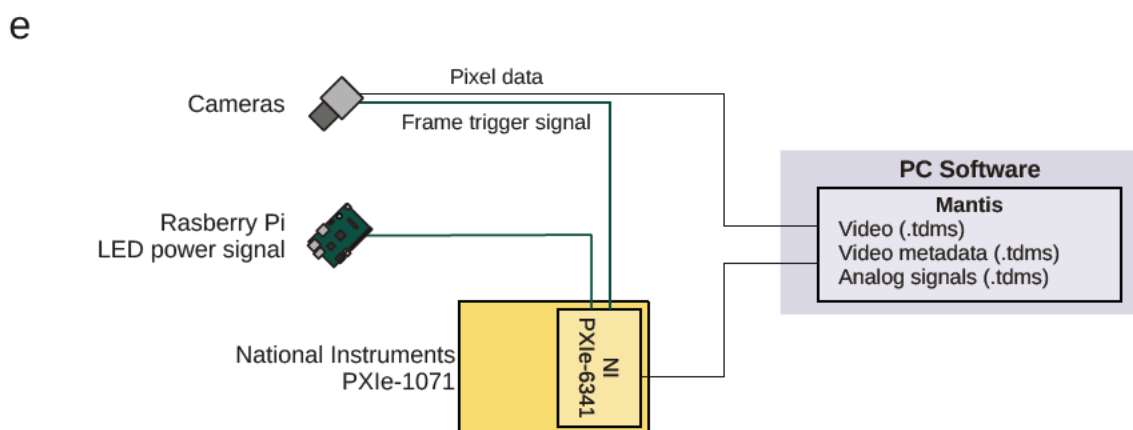 e
Pixel data
Cameras
Frame trigger signal
PC Software
Mantis
Video (.tdms)
Video metadata (.tdms)
Analog signals (.tdms)
Rasberry Pi
LED power signal
National Instruments
PXIe-1071
NI
PXIe-6341